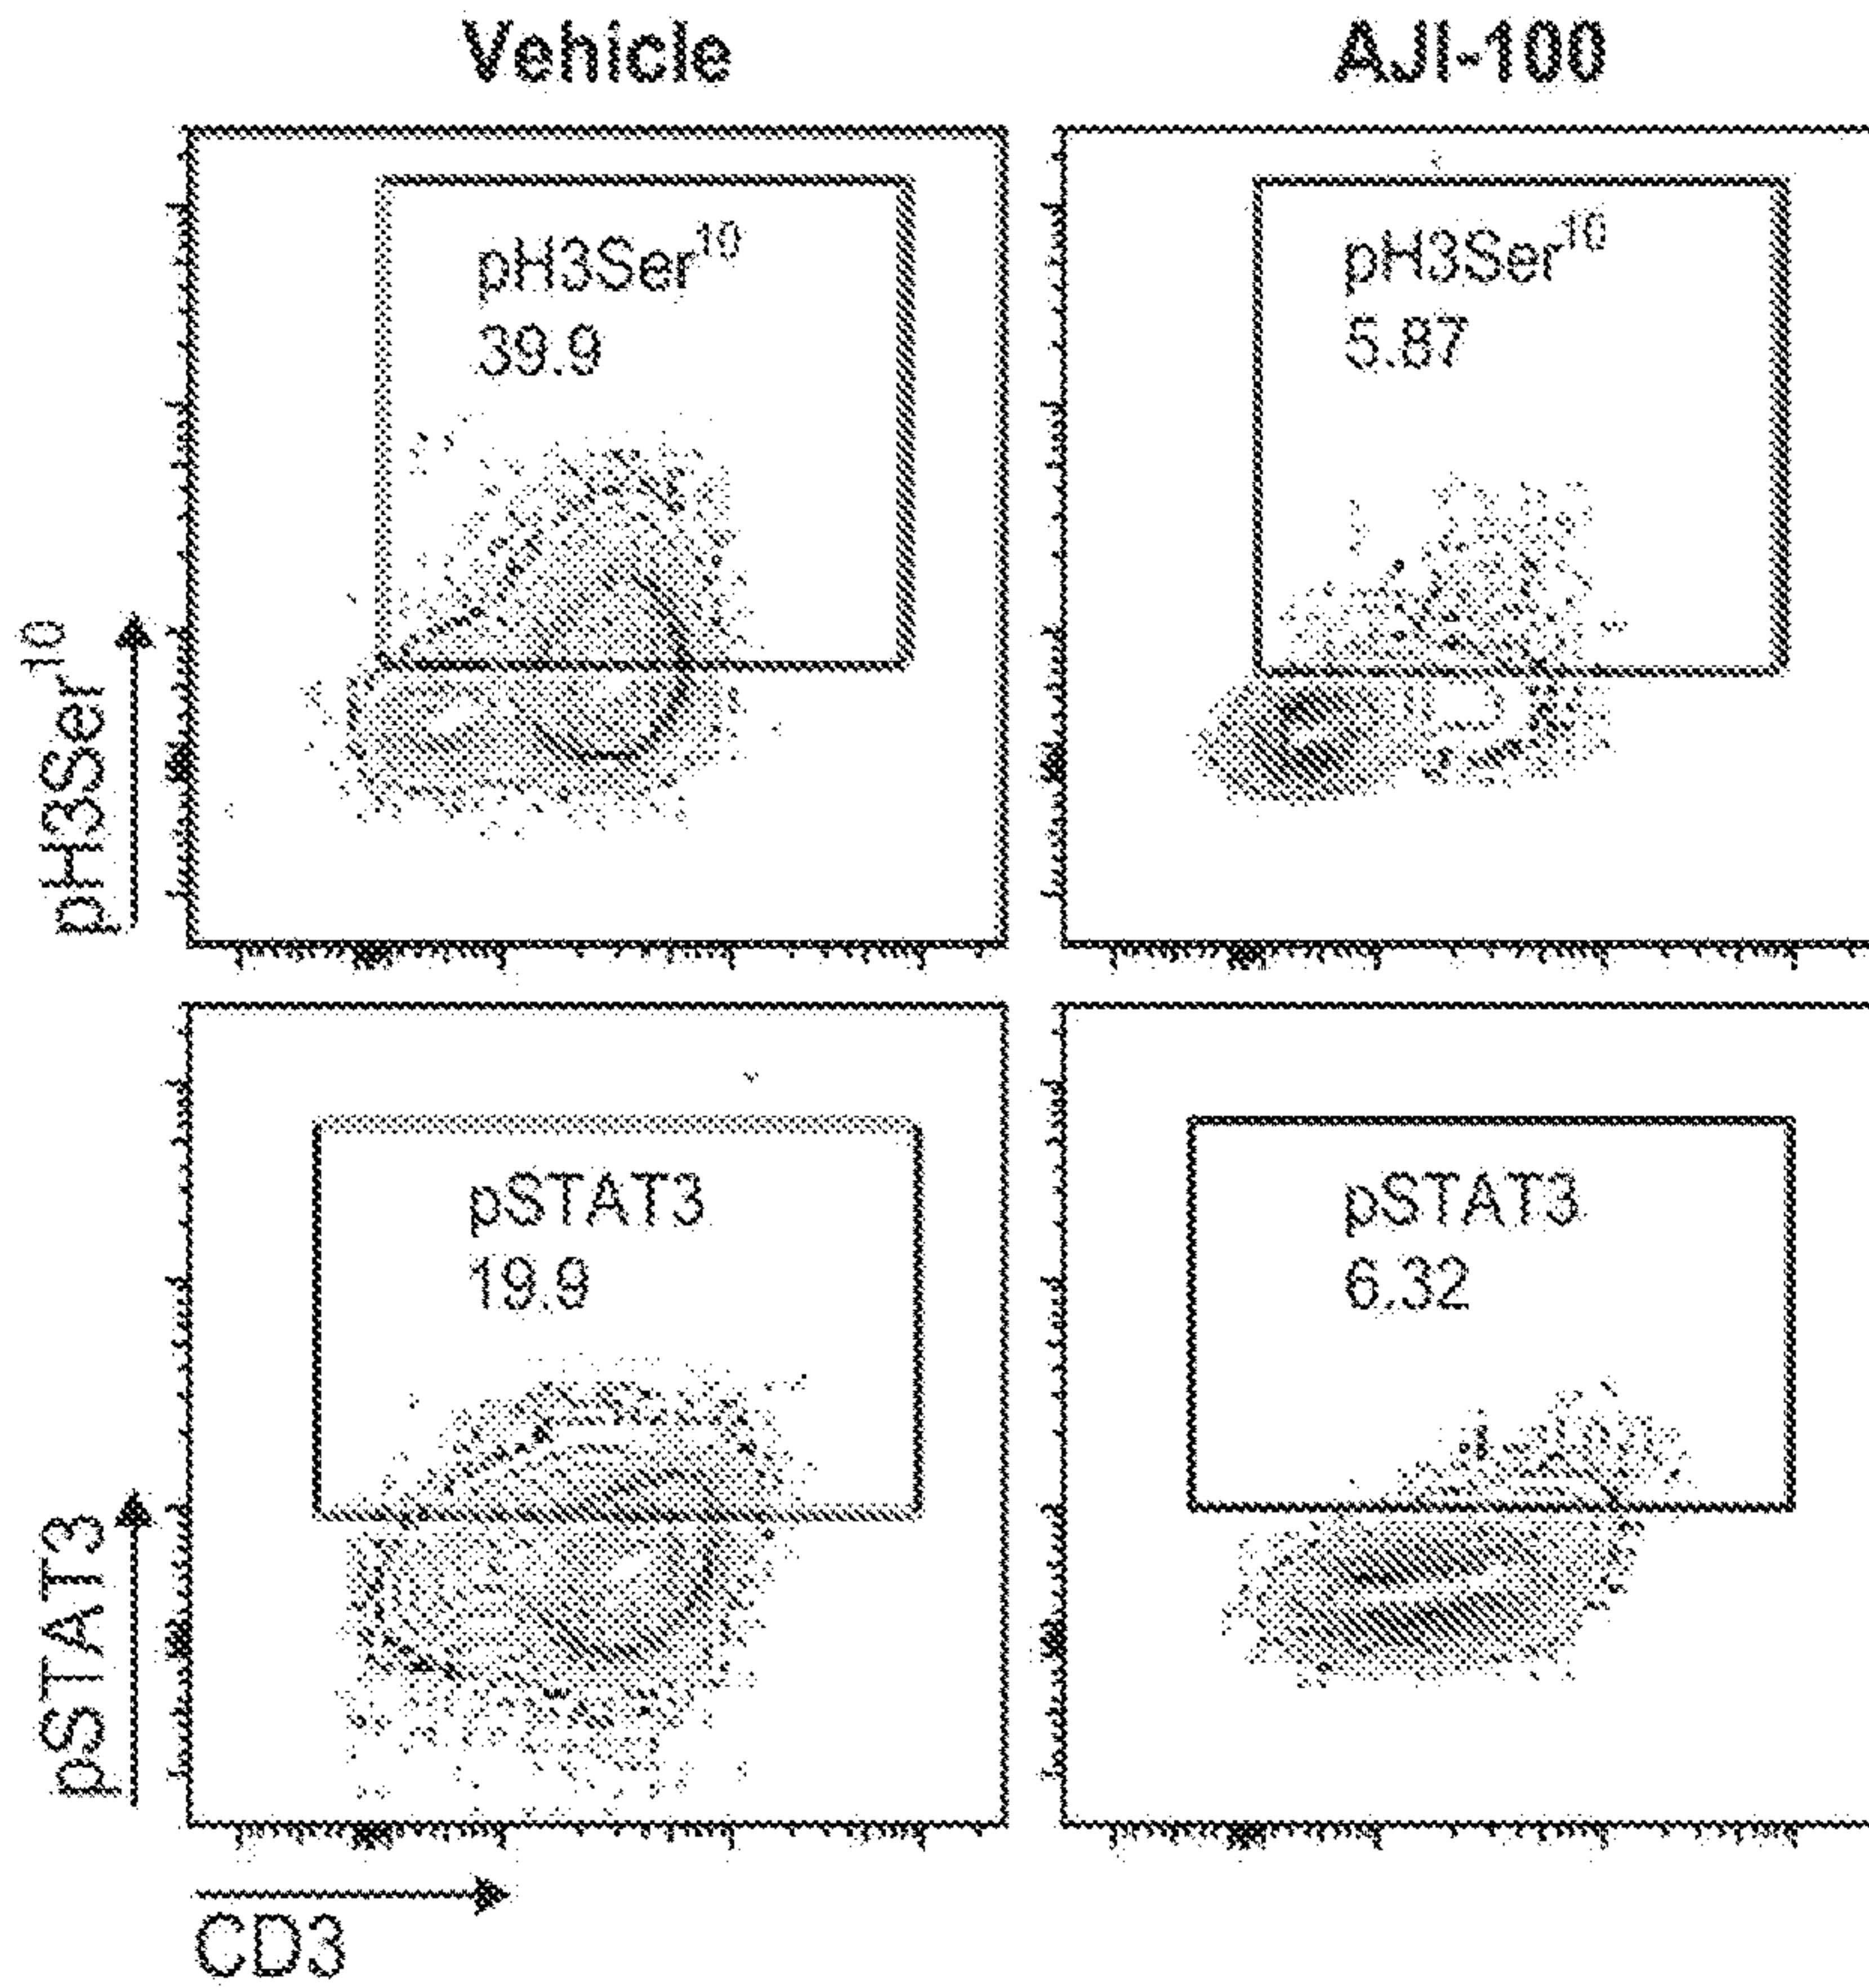 Vehicle
AJI-100
pH3Ser¹⁰
39.9
pH3Ser¹⁰
5.87
pH3Ser¹⁰
pSTAT3
19.9
pSTAT3
6.32
pSTAT3
CD3